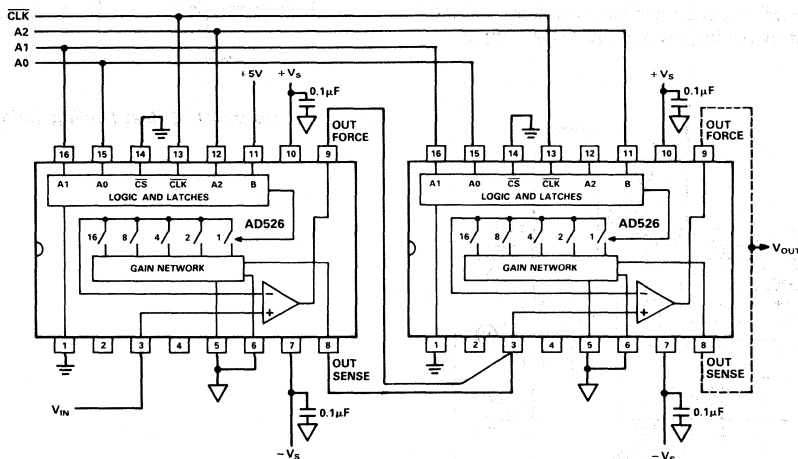 CLK
A2
A1
A0
+5V
+VS
0.1µF
OUT
FORCE
16 15 14 13 12 11 10 9
A1 A0 CS CLK A2 B
LOGIC AND LATCHES
AD526
16 8 4 2 1
GAIN NETWORK
−
+
1 2 3 4 5 6 7 8
OUT
SENSE
VIN
0.1µF
−VS
+VS
0.1µF
OUT
FORCE
16 15 14 13 12 11 10 9
A1 A0 CS CLK A2 B
LOGIC AND LATCHES
AD526
16 8 4 2 1
GAIN NETWORK
−
+
VOUT
1 2 3 4 5 6 7 8
OUT
SENSE
0.1µF
−VS